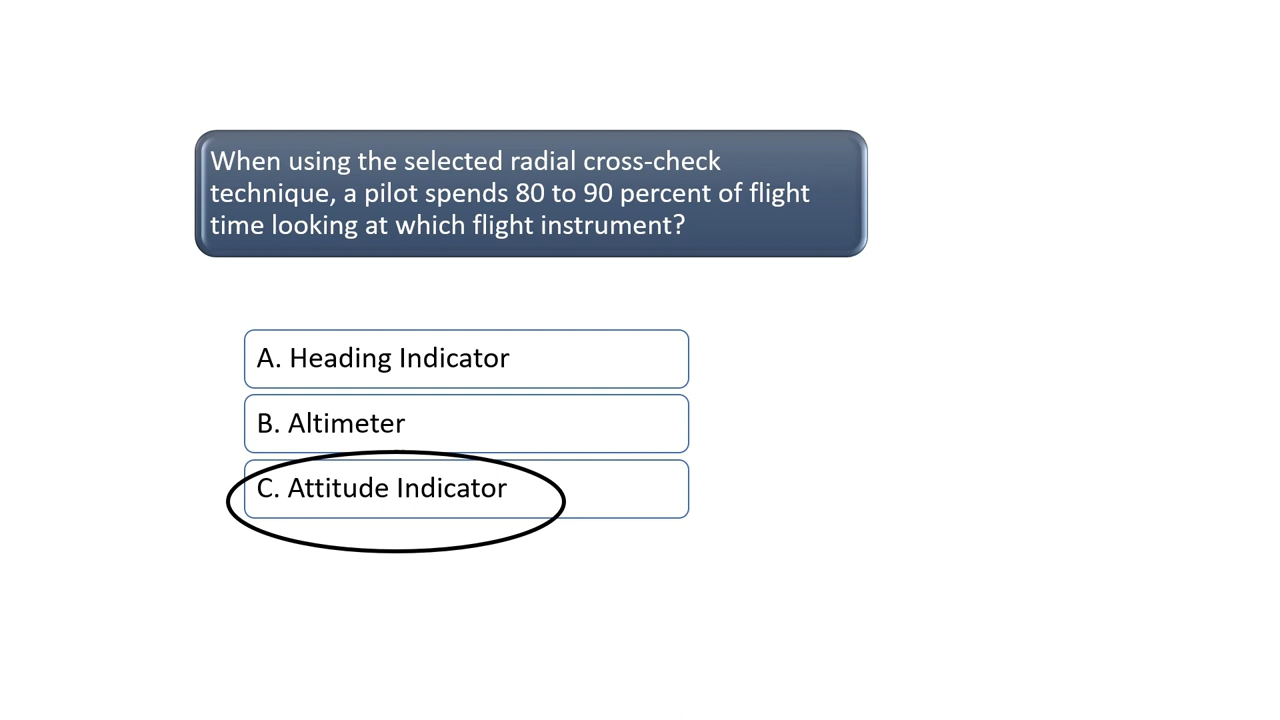 When using the selected radial cross-check
technique, a pilot spends 80 to 90 percent of flight
time looking at which flight instrument?
A. Heading Indicator
B. Altimeter
C. Attitude Indicator